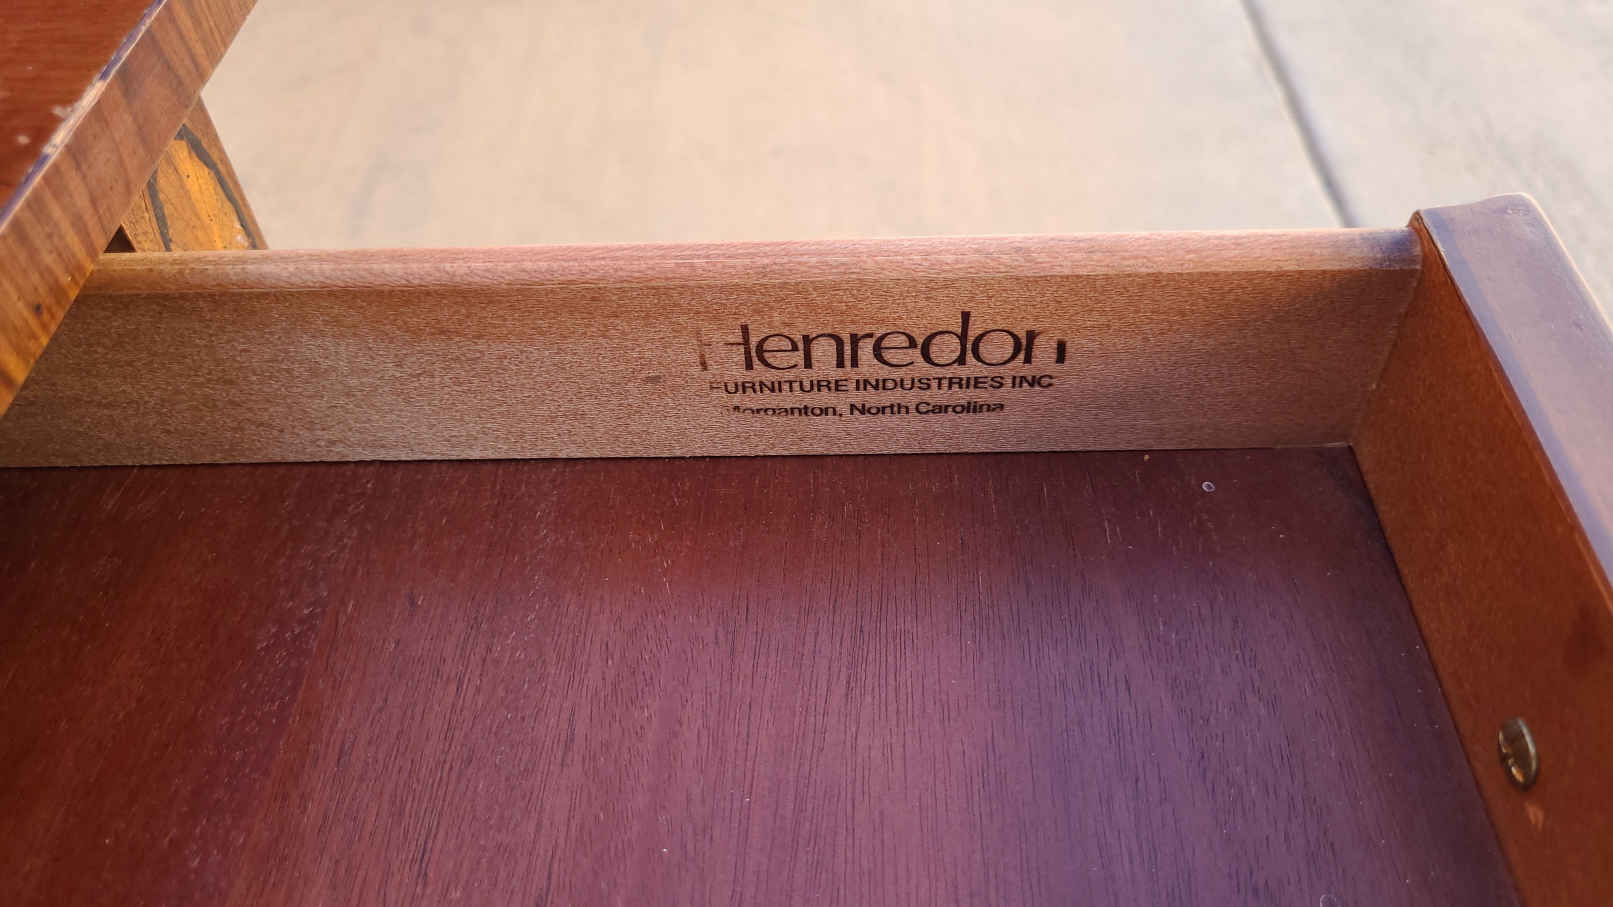 Henredon
FURNITURE INDUSTRIES INC
Morganton, North Carolina